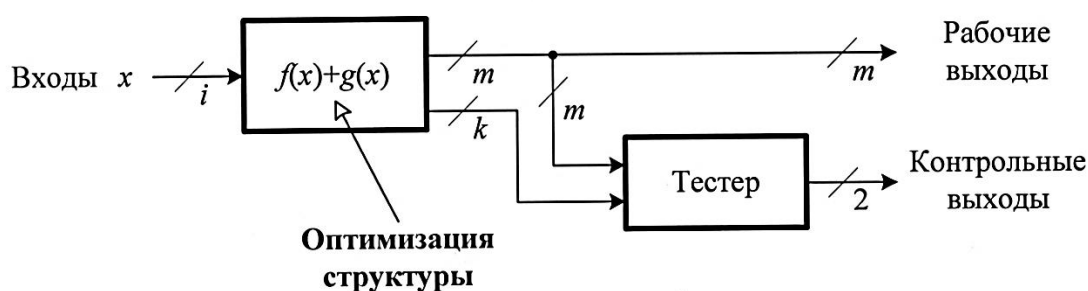 Входы x
i
f(x)+g(x)
m
k
m
m
Рабочие
выходы
Тестер
2
Контрольные
выходы
Оптимизация
структуры